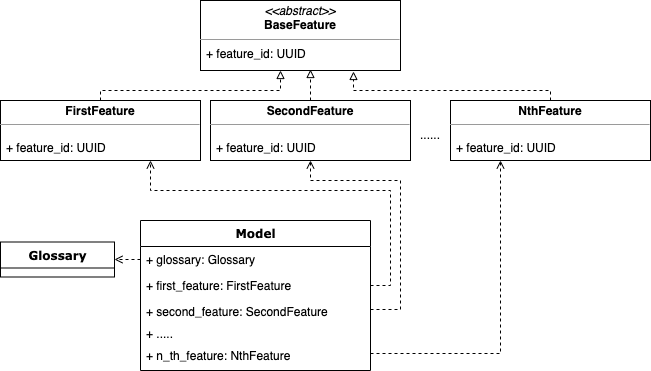 <<abstract>>
BaseFeature
+ feature_id: UUID
FirstFeature
+ feature_id: UUID
SecondFeature
+ feature_id: UUID
......
NthFeature
+ feature_id: UUID
Glossary
Model
+ glossary: Glossary
+ first_feature: FirstFeature
+ second_feature: SecondFeature
+ .....
+ n_th_feature: NthFeature